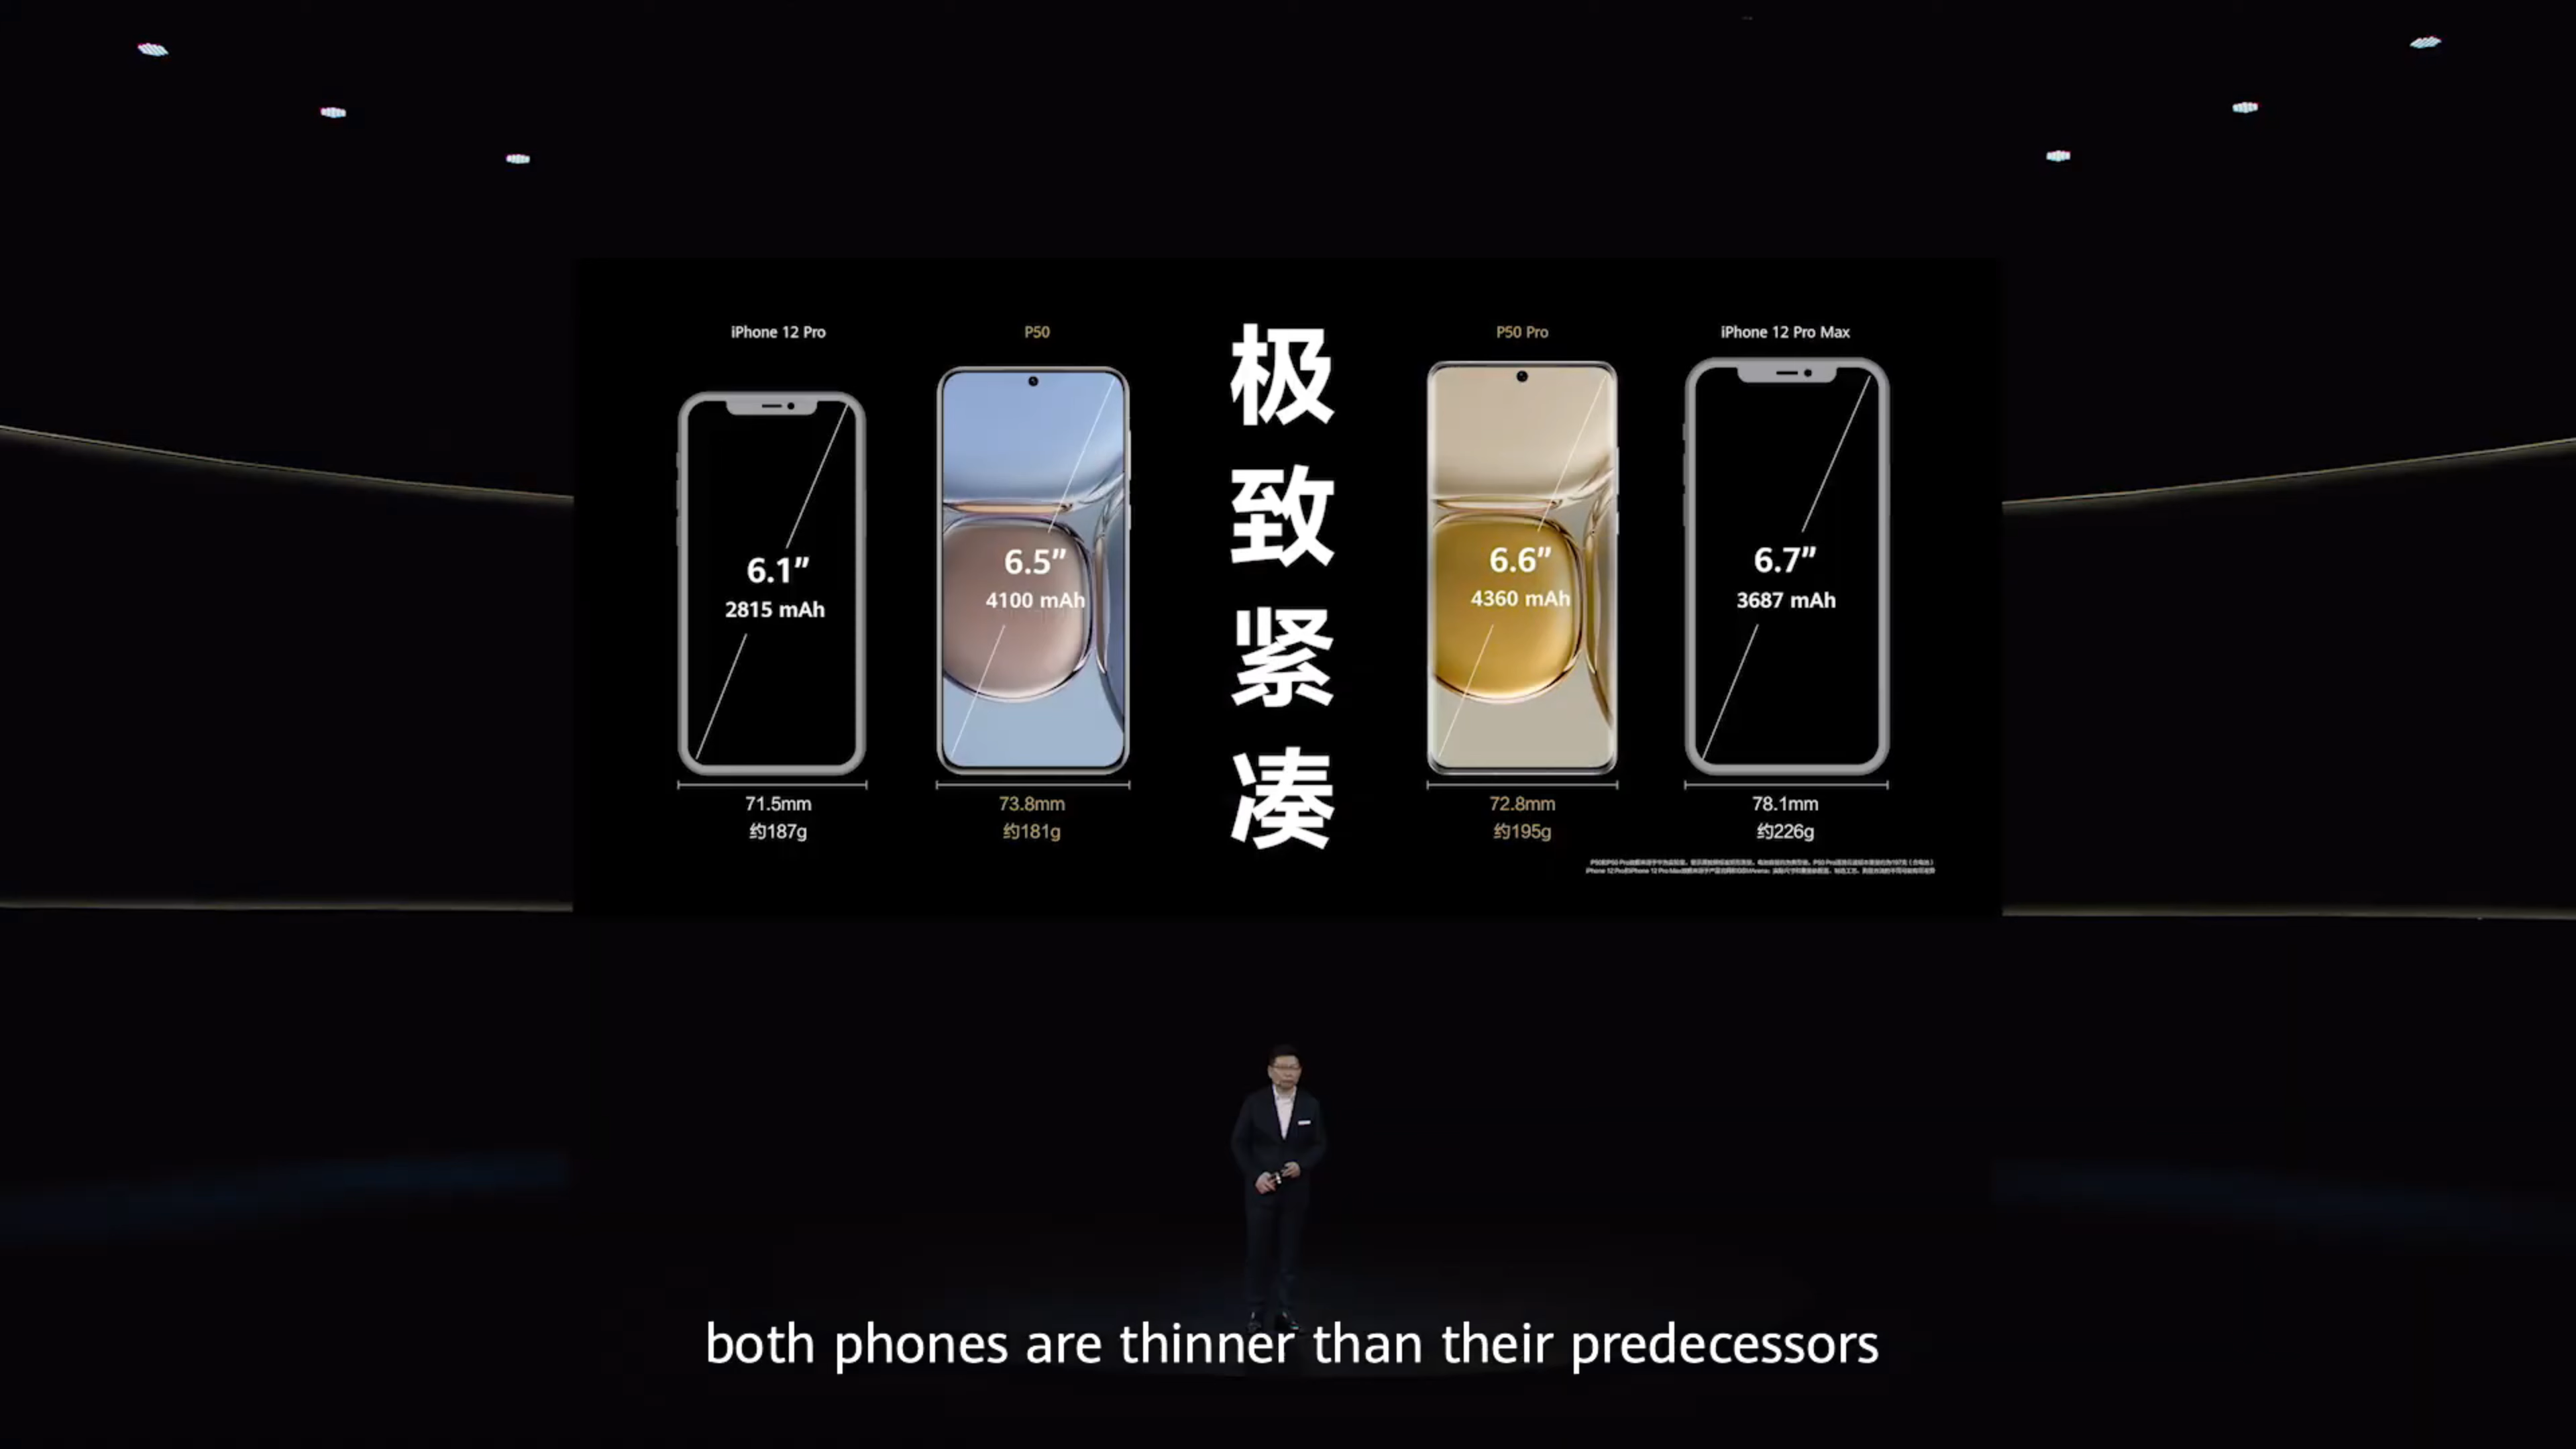 iPhone 12 Pro
6.1”
2815 mAh
71.5mm
约187g
P50
6.5”
4100 mAh
73.8mm
约181g
极
致
紧
凑
P50 Pro
6.6”
4360 mAh
72.8mm
约195g
iPhone 12 Pro Max
6.7”
3687 mAh
78.1mm
约226g
both phones are thinner than their predecessors